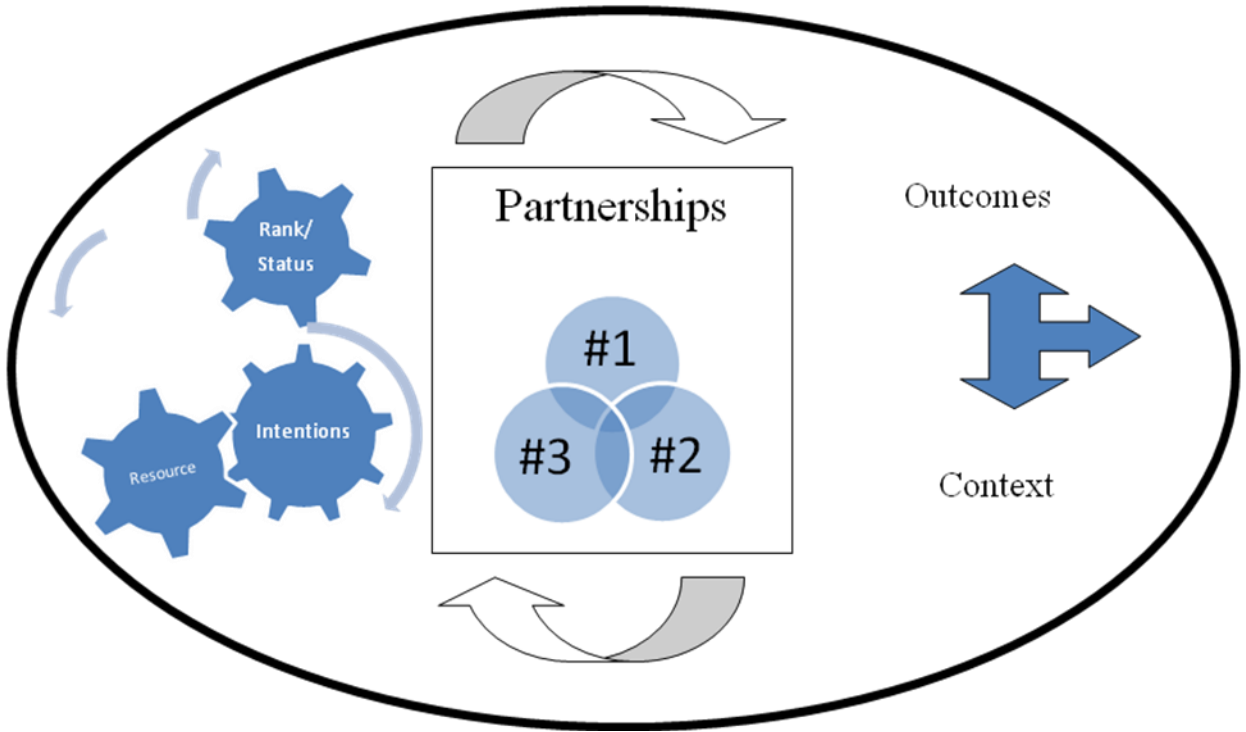 Rank/
Status
Intentions
Resource
Partnerships
#1
#3
#2
Outcomes
Context